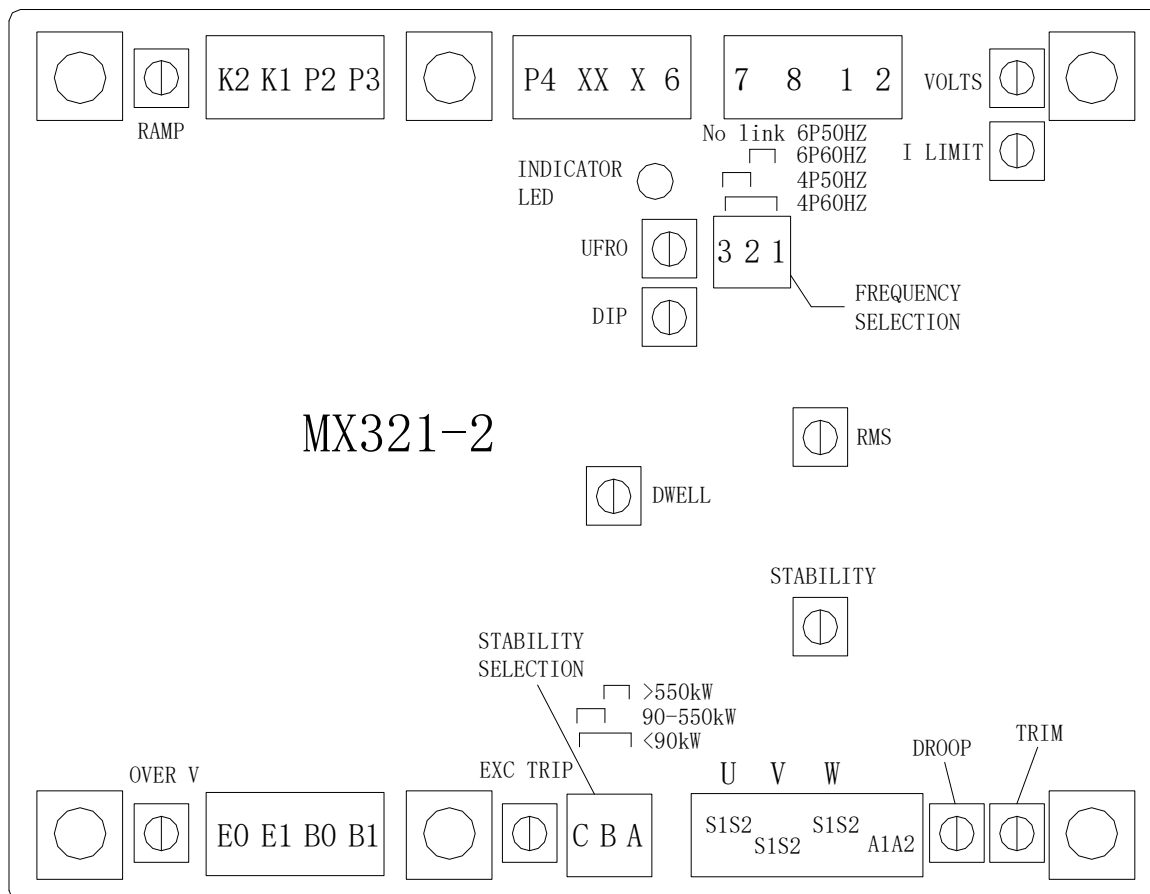 K2 K1 P2 P3
P4 XX X 6
7 8 1 2
VOLTS
RAMP
No link 6P50HZ
6P60HZ
4P50HZ
4P60HZ
I LIMIT
INDICATOR
LED
UFRO
3 2 1
DIP
FREQUENCY
SELECTION
MX321-2
RMS
DWELL
STABILITY
STABILITY
SELECTION
>550kW
90-550kW
<90kW
OVER V
EXC TRIP
U V W
DROOP
TRIM
E0 E1 B0 B1
C B A
S1S2 S1S2 S1S2 A1A2